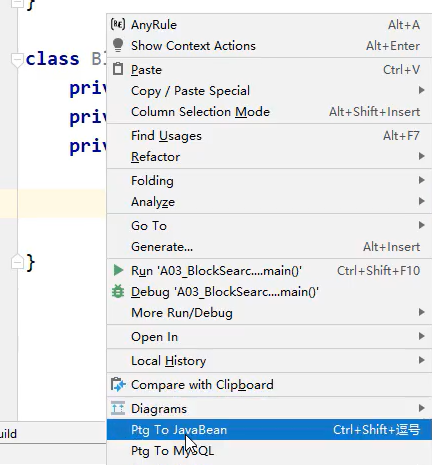 }
class Bl
AnyRule Alt+A
Show Context Actions Alt+Enter
Paste Ctrl+V
Copy / Paste Special
Column Selection Mode Alt+Shift+Insert
Find Usages Alt+F7
Refactor
Folding
Analyze
Go To
Generate... Alt+Insert
Run 'A03_BlockSearc....main()' Ctrl+Shift+F10
Debug 'A03_BlockSearc....main()'
More Run/Debug
Open In
Local History
Compare with Clipboard
Diagrams
Ptg To JavaBean Ctrl+Shift+逗号
Ptg To MySQL
priv
priv
priv
}
uild